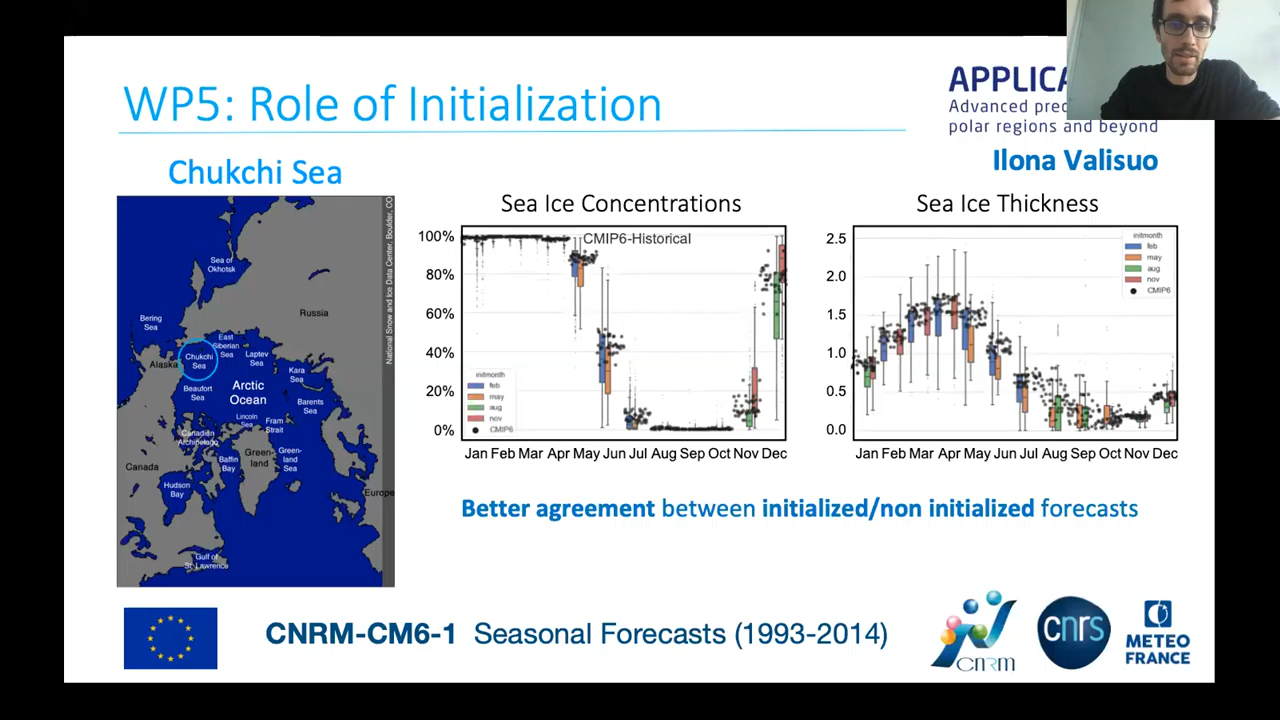 WP5: Role of Initialization
APPLICA
Advanced pred
polar regions and beyond
Ilona Valisuo
Chukchi Sea
National Snow and Ice Data Center, Boulder, CO
Sea of
Okhotsk
Bering
Sea
Russia
East
Siberian
Sea
Laptev
Sea
Chukchi
Sea
Alaska
Kara
Sea
Beaufort
Sea
Arctic
Ocean
Barents
Sea
Lincoln
Sea
Fram
Strait
Canadian
Archipelago
Green-
land
Green-
land
Sea
Baffin
Bay
Canada
Hudson
Bay
Europe
Gulf of
St. Lawrence
Sea Ice Concentrations
CMIP6-Historical
100%
80%
60%
40%
20%
0%
initmonth
feb
may
aug
nov
CMIP6
Jan Feb Mar Apr May Jun Jul Aug Sep Oct Nov Dec
Sea Ice Thickness
2.5
2.0
1.5
1.0
0.5
0.0
initmonth
feb
may
aug
nov
CMIP6
Jan Feb Mar Apr May Jun Jul Aug Sep Oct Nov Dec
Better agreement between initialized/non initialized forecasts
CNRM-CM6-1 Seasonal Forecasts (1993-2014)
CNRM
cnrs
METEO
FRANCE